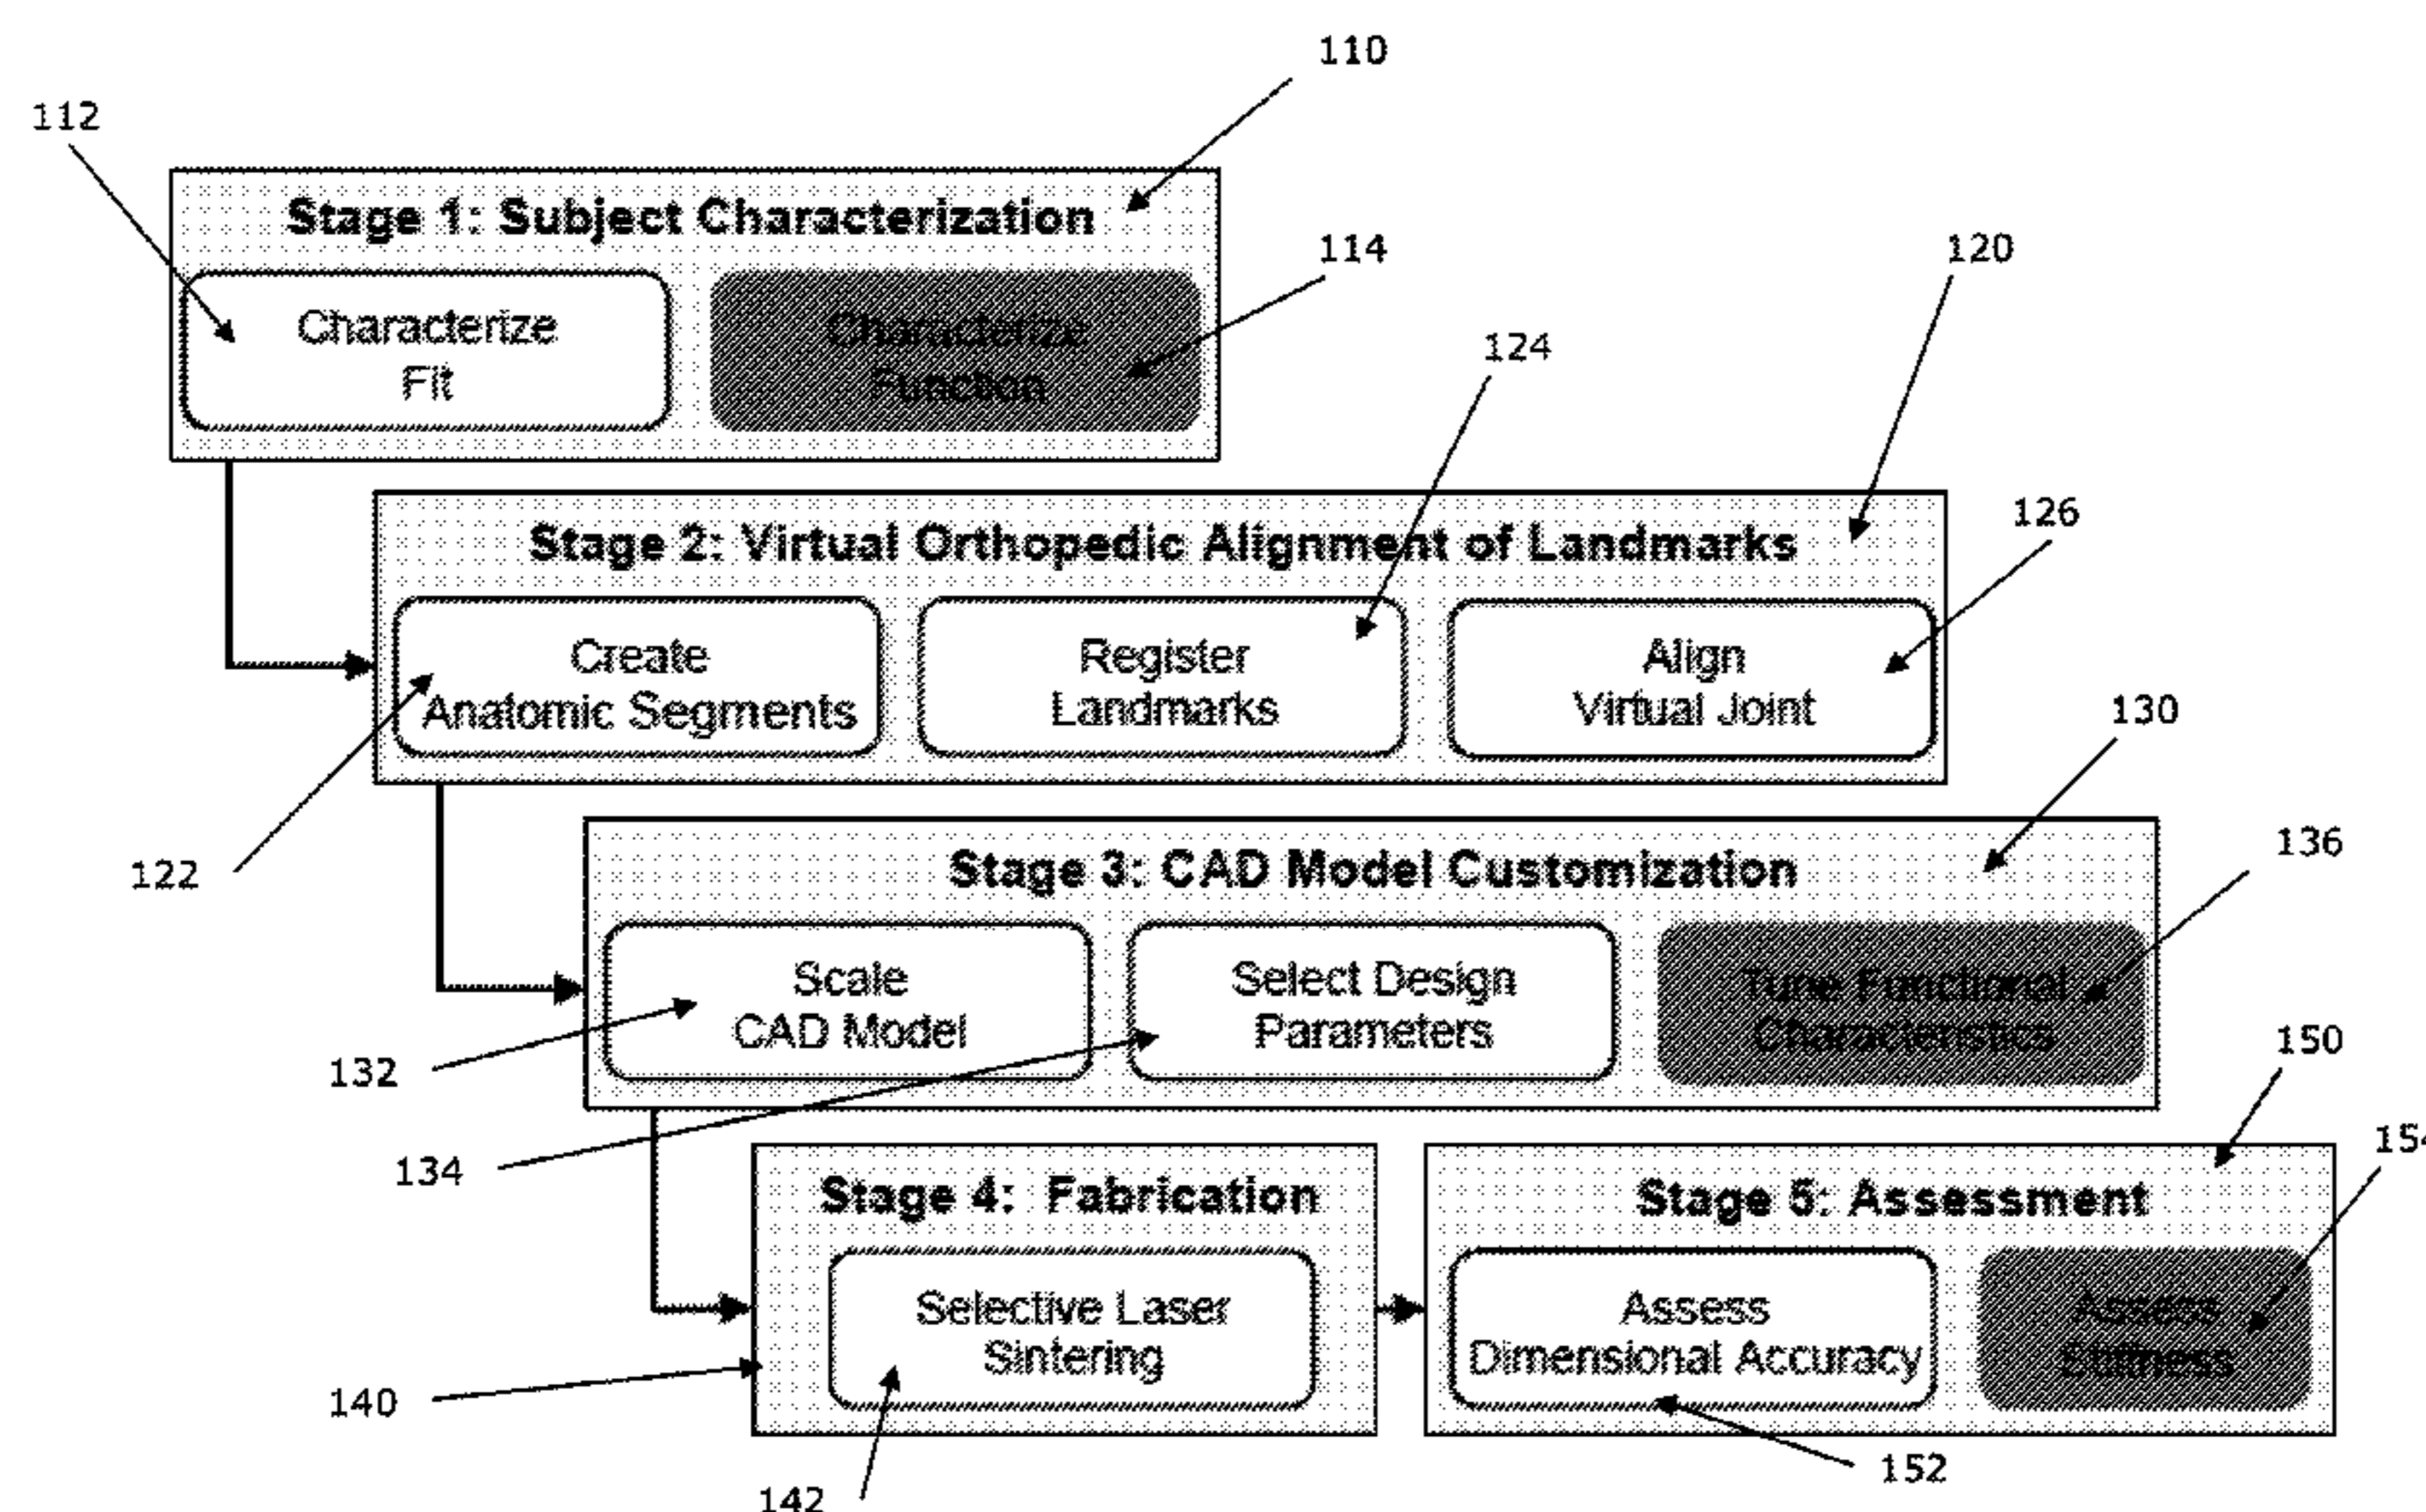 110
112
Stage 1: Subject Characterization
114
120
Characterize
Fit
Characterize
Function
124
126
Stage 2: Virtual Orthopedic Alignment of Landmarks
Create
Anatomic Segments
Register
Landmarks
Align
Virtual Joint
130
122
136
Stage 3: CAD Model Customization
Scale
CAD Model
Select Design
Parameters
Tune Functional
Characteristics
132
150
134
154
Stage 4: Fabrication
Stage 5: Assessment
Selective Laser
Sintering
Assess
Dimensional Accuracy
Assess
Stiffness
140
152
142